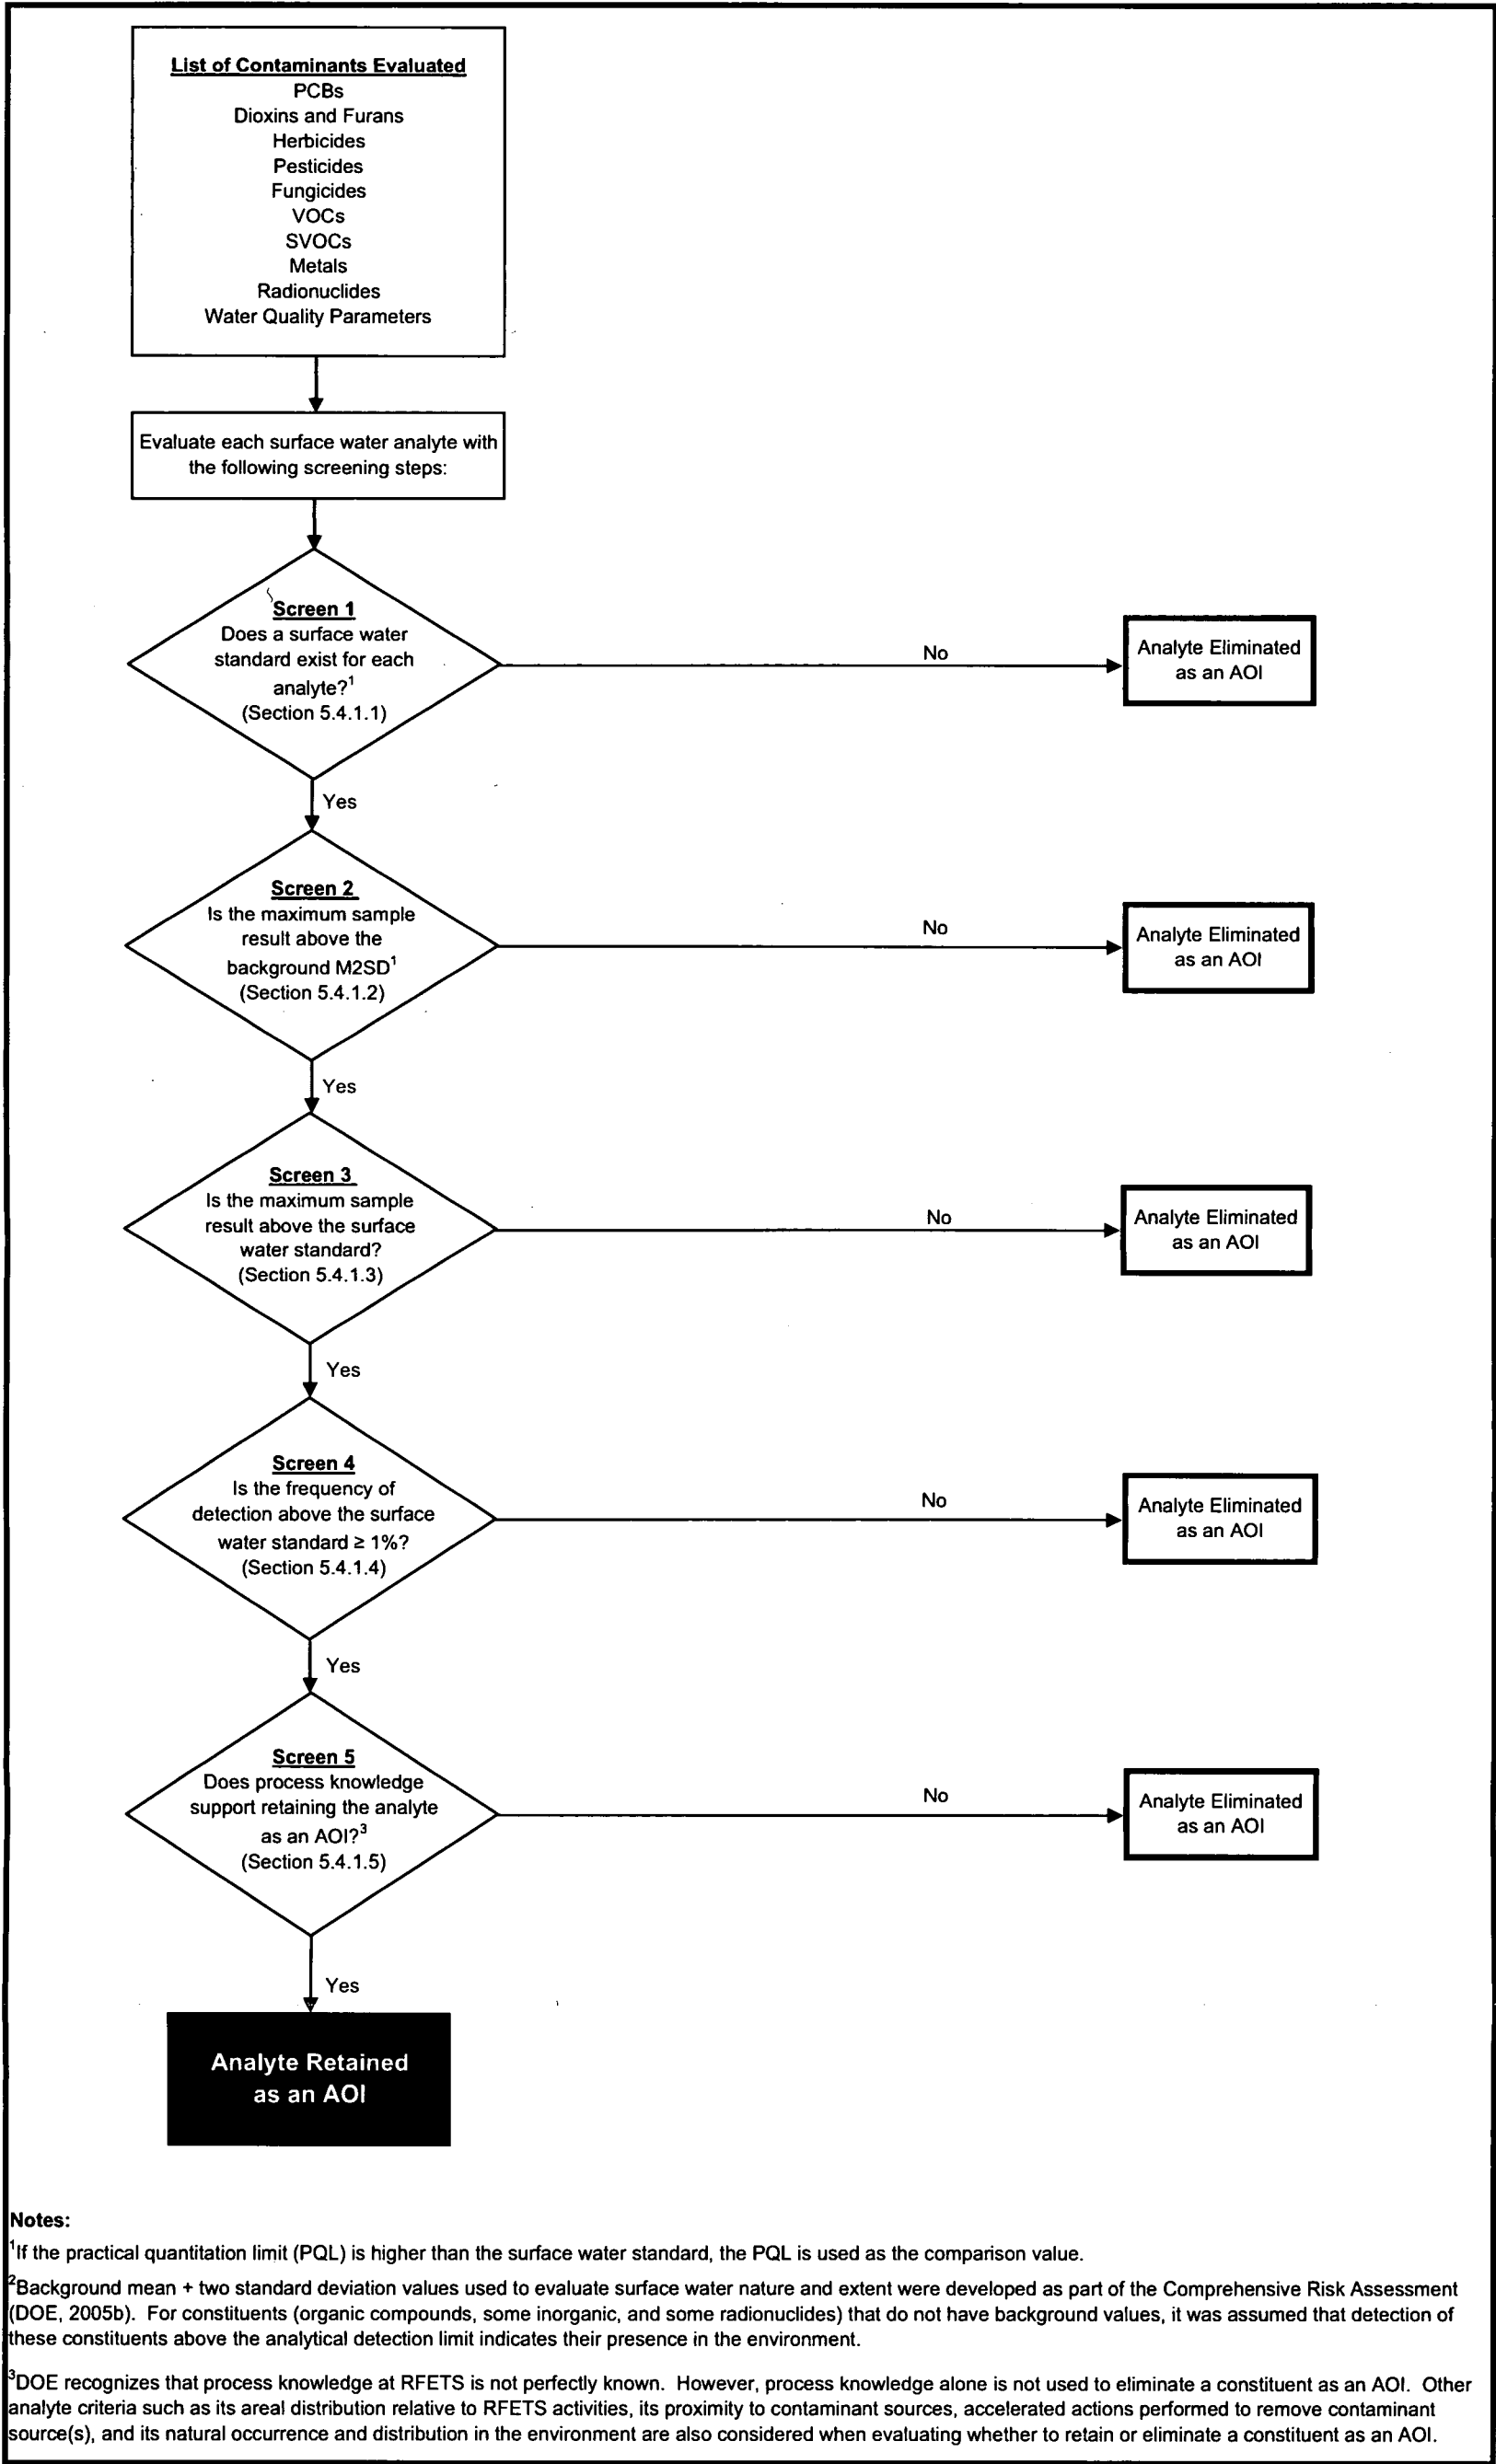 List of Contaminants Evaluated
PCBs
Dioxins and Furans
Herbicides
Pesticides
Fungicides
VOCs
SVOCs
Metals
Radionuclides
Water Quality Parameters
Evaluate each surface water analyte with
the following screening steps:
Screen 1
Does a surface water
standard exist for each
analyte?¹
(Section 5.4.1.1)
No
Analyte Eliminated
as an AOI
Yes
Screen 2
Is the maximum sample
result above the
background M2SD¹
(Section 5.4.1.2)
No
Analyte Eliminated
as an AOI
Yes
Screen 3
Is the maximum sample
result above the surface
water standard?
(Section 5.4.1.3)
No
Analyte Eliminated
as an AOI
Yes
Screen 4
Is the frequency of
detection above the surface
water standard ≥ 1%?
(Section 5.4.1.4)
No
Analyte Eliminated
as an AOI
Yes
Screen 5
Does process knowledge
support retaining the analyte
as an AOI?³
(Section 5.4.1.5)
No
Analyte Eliminated
as an AOI
Yes
Analyte Retained
as an AOI
Notes:
¹If the practical quantitation limit (PQL) is higher than the surface water standard, the PQL is used as the comparison value.
²Background mean + two standard deviation values used to evaluate surface water nature and extent were developed as part of the Comprehensive Risk Assessment
(DOE, 2005b). For constituents (organic compounds, some inorganic, and some radionuclides) that do not have background values, it was assumed that detection of
these constituents above the analytical detection limit indicates their presence in the environment.
³DOE recognizes that process knowledge at RFETS is not perfectly known. However, process knowledge alone is not used to eliminate a constituent as an AOI. Other
analyte criteria such as its areal distribution relative to RFETS activities, its proximity to contaminant sources, accelerated actions performed to remove contaminant
source(s), and its natural occurrence and distribution in the environment are also considered when evaluating whether to retain or eliminate a constituent as an AOI.